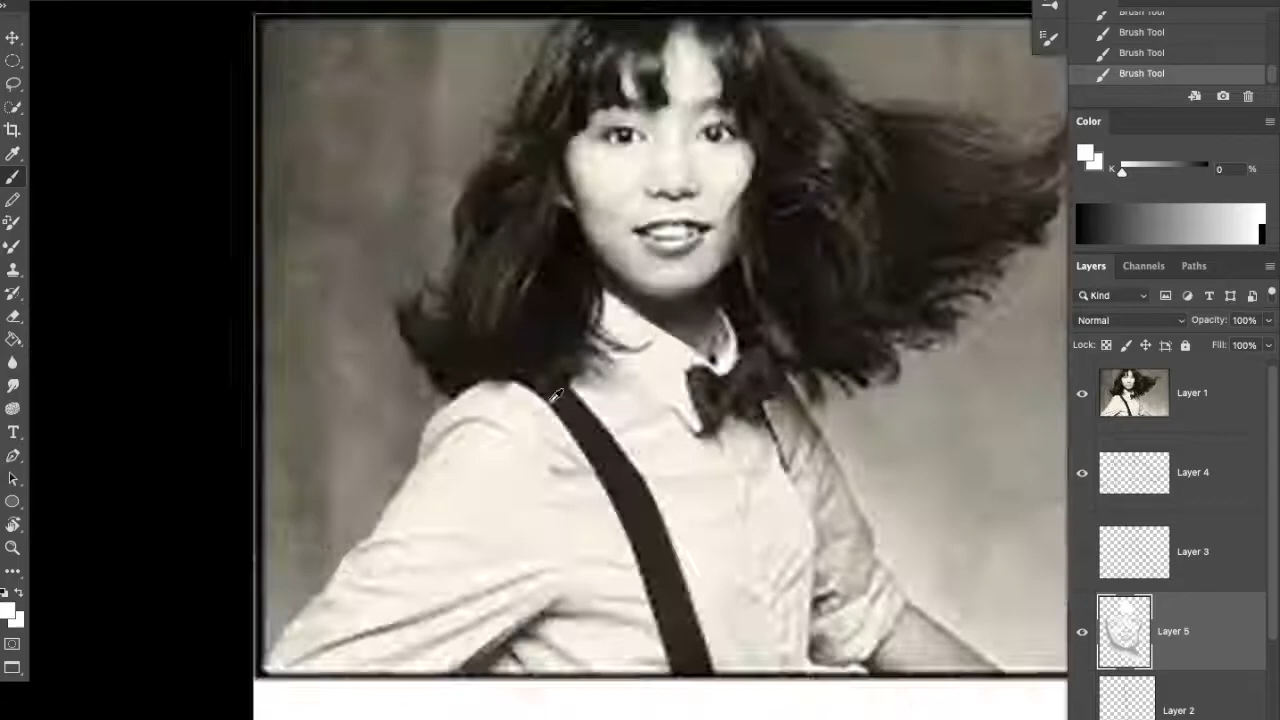 Brush Tool
Brush Tool
Brush Tool
Brush Tool
Color
K 0 %
Layers Channels Paths
Kind
Normal Opacity: 100%
Lock: Fill: 100%
Layer 1
Layer 4
Layer 3
Layer 5
Layer 2